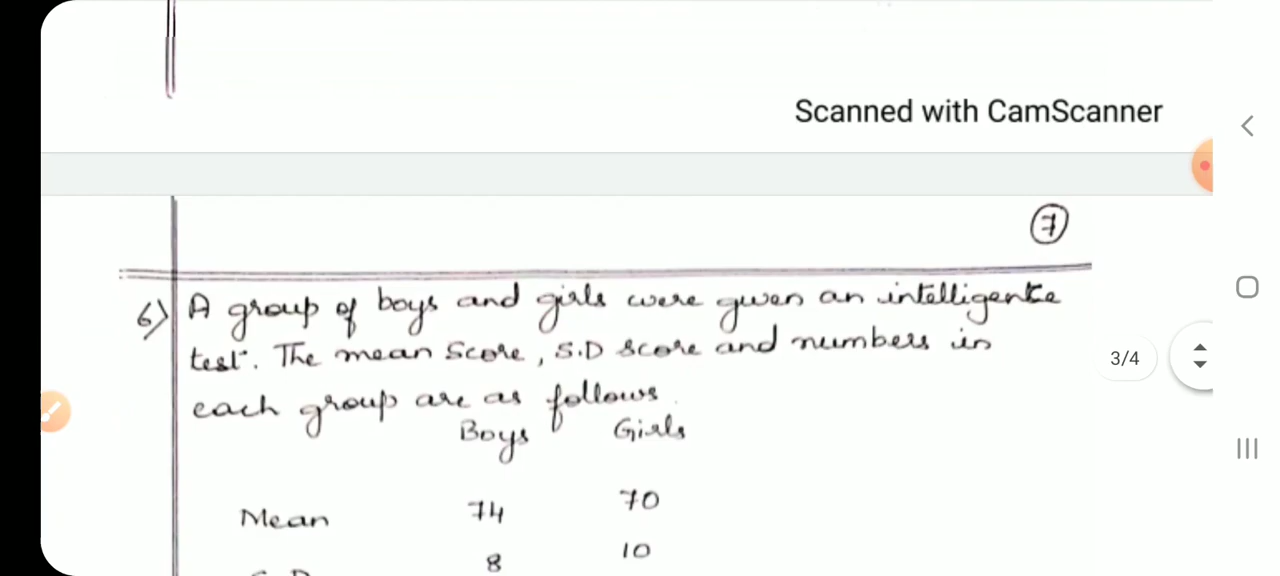 Scanned with CamScanner
7
6) A group of boys and girls were given an intelligence
test. The mean Score, S.D score and numbers in
each group are as follows.
Boys Girls
Mean 74 70
S.D 8 10
3/4